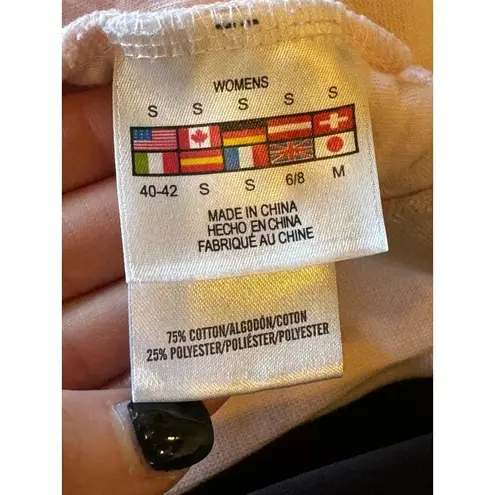 WOMENS
S S S S S
40-42 S S 6/8 M
MADE IN CHINA
HECHO EN CHINA
FABRIQUÉ AU CHINE
75% COTTON/ALGODÓN/COTON
25% POLYESTER/POLIÉSTER/POLYESTER